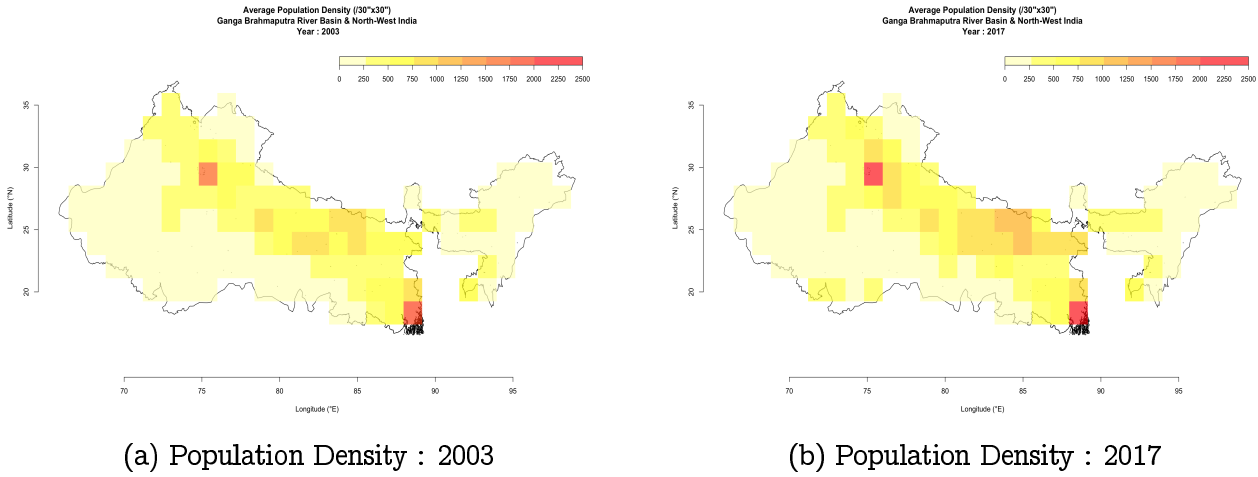 Average Population Density (/30"x30")
Ganga Brahmaputra River Basin & North-West India
Year : 2003
0 250 500 750 1000 1250 1500 1750 2000 2250 2500
35
30
25
20
Latitude (°N)
70 75 80 85 90 95
Longitude (°E)
(a) Population Density : 2003
Average Population Density (/30"x30")
Ganga Brahmaputra River Basin & North-West India
Year : 2017
0 250 500 750 1000 1250 1500 1750 2000 2250 2500
35
30
25
20
Latitude (°N)
70 75 80 85 90 95
Longitude (°E)
(b) Population Density : 2017